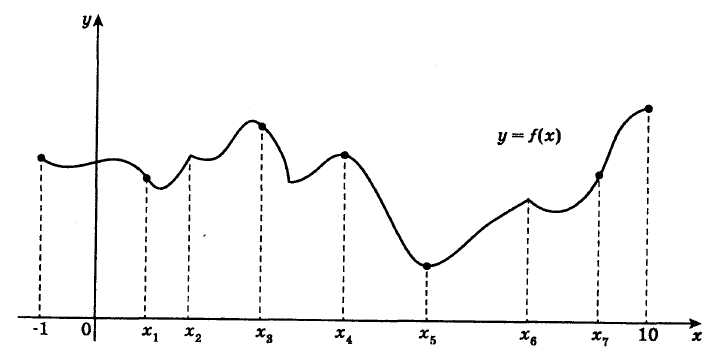 y
y = f(x)
-1 0 x₁ x₂ x₃ x₄ x₅ x₆ x₇ 10 x